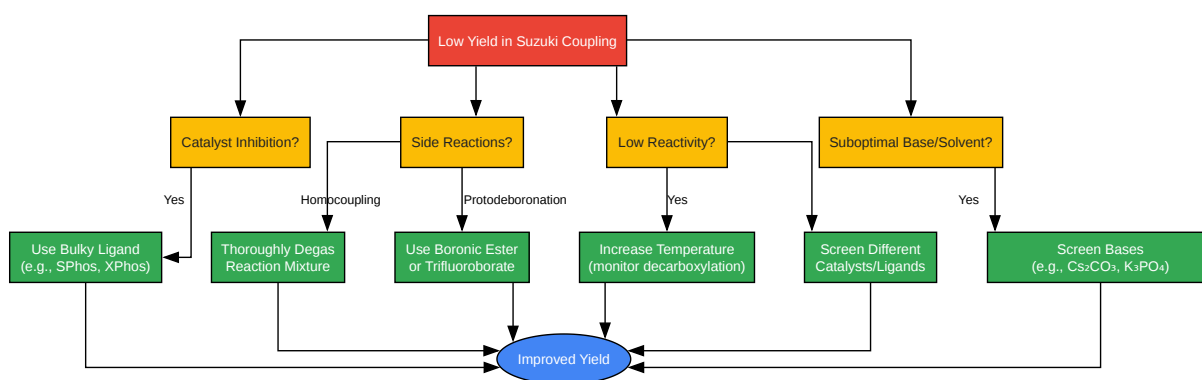 Low Yield in Suzuki Coupling
Catalyst Inhibition?
Side Reactions?
Low Reactivity?
Suboptimal Base/Solvent?
Yes
Homocoupling
Protodeboronation
Yes
Yes
Use Bulky Ligand
(e.g., SPhos, XPhos)
Thoroughly Degas
Reaction Mixture
Use Boronic Ester
or Trifluoroborate
Increase Temperature
(monitor decarboxylation)
Screen Different
Catalysts/Ligands
Screen Bases
(e.g., Cs₂CO₃, K₃PO₄)
Improved Yield